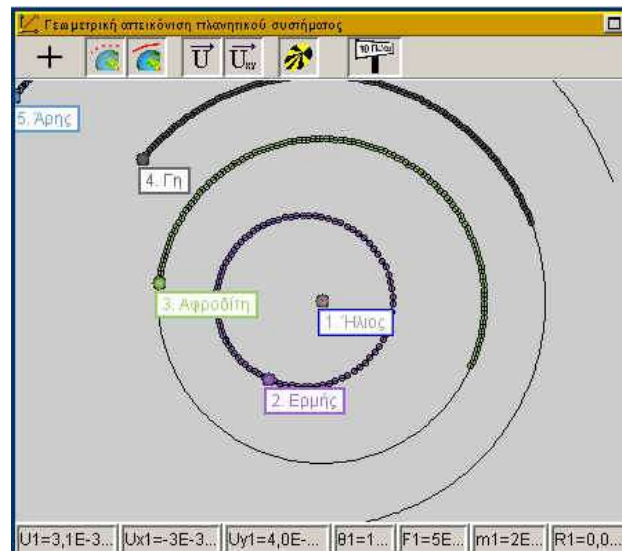 Γεωμετρική απεικόνιση πλανητικού συστήματος
U Uxy
5. Άρης
4. Γη
3. Αφροδίτη
1. Ήλιος
2. Ερμής
U1=3,1E-3... Ux1=-3E-3... Uy1=4,0E-... θ1=1... F1=5E... m1=2E... R1=0,0...